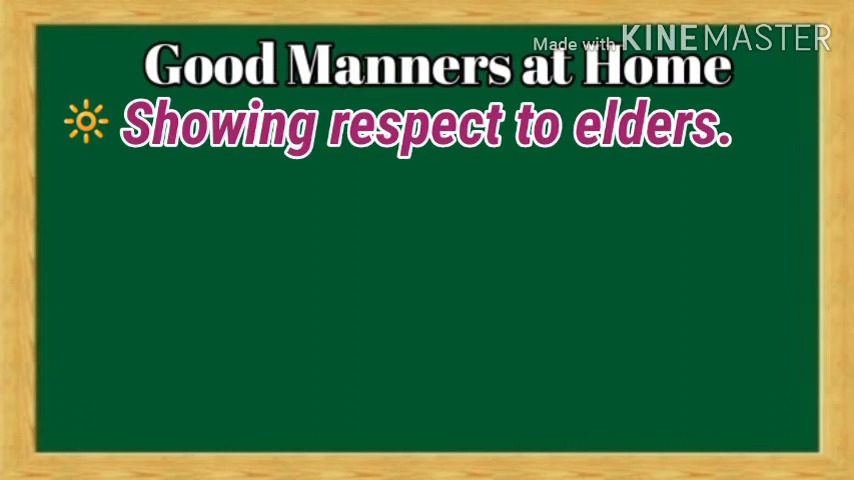 Made with KINEMASTER
Good Manners at Home
Showing respect to elders.